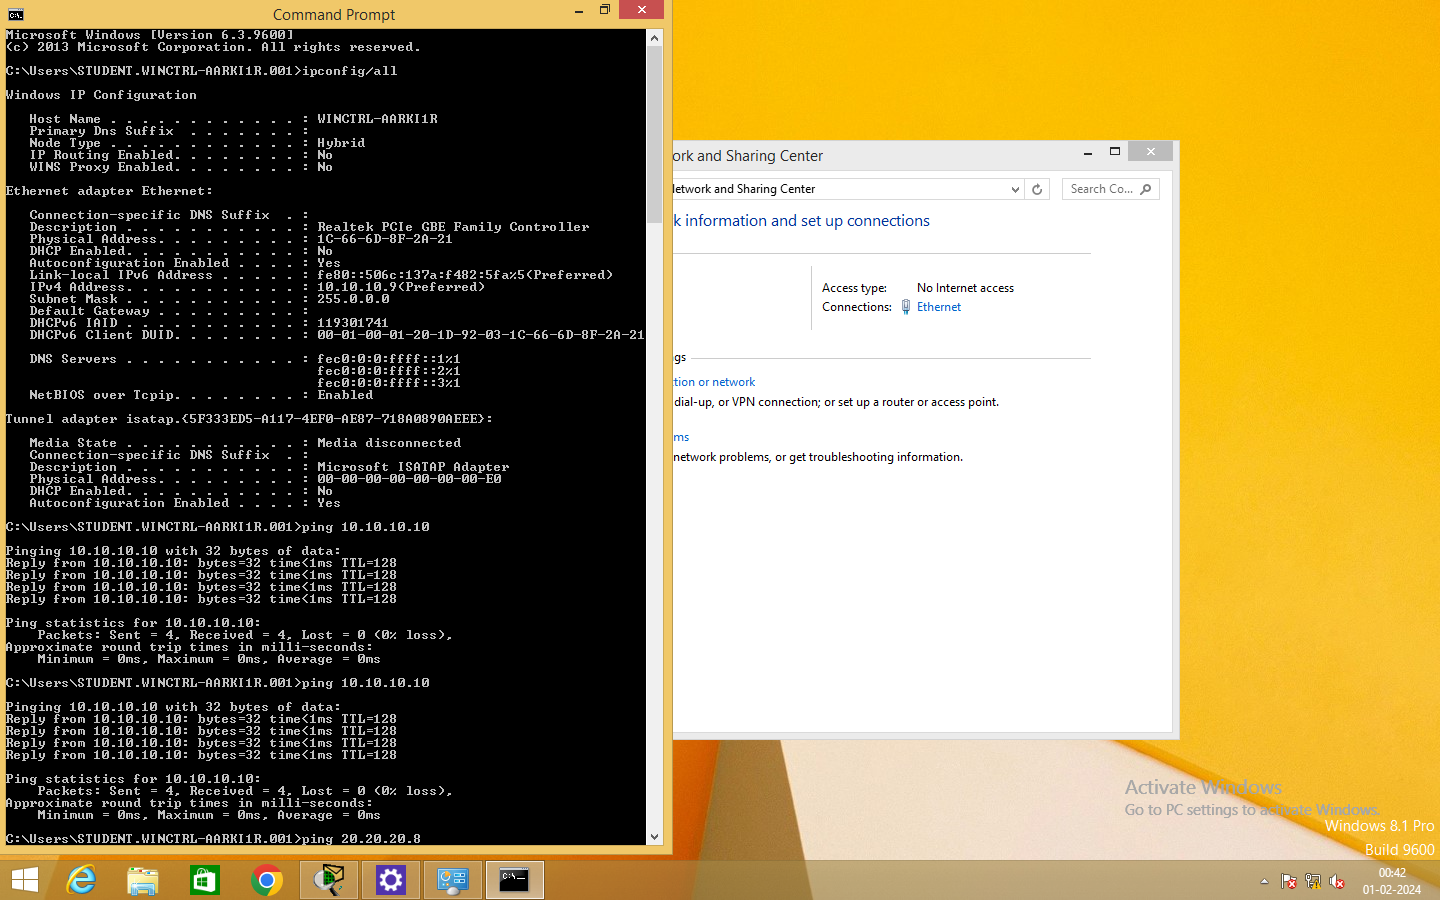 Command Prompt
Microsoft Windows [Version 6.3.9600]
(c) 2013 Microsoft Corporation. All rights reserved.
C:\Users\STUDENT.WINCTRL-AARKI1R.001>ipconfig/all
Windows IP Configuration
Host Name . . . . . . . . . . . . : WINCTRL-AARKI1R
Primary Dns Suffix  . . . . . . . :
Node Type . . . . . . . . . . . . : Hybrid
IP Routing Enabled. . . . . . . . : No
WINS Proxy Enabled. . . . . . . . : No
Ethernet adapter Ethernet:
Connection-specific DNS Suffix  . :
Description . . . . . . . . . . . : Realtek PCIe GBE Family Controller
Physical Address. . . . . . . . . : 1C-66-6D-8F-2A-21
DHCP Enabled. . . . . . . . . . . : No
Autoconfiguration Enabled . . . . : Yes
Link-local IPv6 Address . . . . . : fe80::506c:137a:f482:5fa%5(Preferred)
IPv4 Address. . . . . . . . . . . : 10.10.10.9(Preferred)
Subnet Mask . . . . . . . . . . . : 255.0.0.0
Default Gateway . . . . . . . . . :
DHCPv6 IAID . . . . . . . . . . . : 119301741
DHCPv6 Client DUID. . . . . . . . : 00-01-00-01-20-1D-92-03-1C-66-6D-8F-2A-21
DNS Servers . . . . . . . . . . . : fec0:0:0:ffff::1%1
fec0:0:0:ffff::2%1
fec0:0:0:ffff::3%1
NetBIOS over Tcpip. . . . . . . . : Enabled
Tunnel adapter isatap.{5F333ED5-A117-4EF0-AE87-718A0890AEEE}:
Media State . . . . . . . . . . . : Media disconnected
Connection-specific DNS Suffix  . :
Description . . . . . . . . . . . : Microsoft ISATAP Adapter
Physical Address. . . . . . . . . : 00-00-00-00-00-00-00-E0
DHCP Enabled. . . . . . . . . . . : No
Autoconfiguration Enabled . . . . : Yes
C:\Users\STUDENT.WINCTRL-AARKI1R.001>ping 10.10.10.10
Pinging 10.10.10.10 with 32 bytes of data:
Reply from 10.10.10.10: bytes=32 time<1ms TTL=128
Reply from 10.10.10.10: bytes=32 time<1ms TTL=128
Reply from 10.10.10.10: bytes=32 time<1ms TTL=128
Reply from 10.10.10.10: bytes=32 time<1ms TTL=128
Ping statistics for 10.10.10.10:
Packets: Sent = 4, Received = 4, Lost = 0 (0% loss),
Approximate round trip times in milli-seconds:
Minimum = 0ms, Maximum = 0ms, Average = 0ms
C:\Users\STUDENT.WINCTRL-AARKI1R.001>ping 10.10.10.10
Pinging 10.10.10.10 with 32 bytes of data:
Reply from 10.10.10.10: bytes=32 time<1ms TTL=128
Reply from 10.10.10.10: bytes=32 time<1ms TTL=128
Reply from 10.10.10.10: bytes=32 time<1ms TTL=128
Reply from 10.10.10.10: bytes=32 time<1ms TTL=128
Ping statistics for 10.10.10.10:
Packets: Sent = 4, Received = 4, Lost = 0 (0% loss),
Approximate round trip times in milli-seconds:
Minimum = 0ms, Maximum = 0ms, Average = 0ms
C:\Users\STUDENT.WINCTRL-AARKI1R.001>ping 20.20.20.8
ork and Sharing Center
Network and Sharing Center
Search Co...
k information and set up connections
Access type: No Internet access
Connections: Ethernet
gs
tion or network
dial-up, or VPN connection; or set up a router or access point.
ms
network problems, or get troubleshooting information.
Activate Windows
Go to PC settings to activate Windows.
Windows 8.1 Pro
Build 9600
00:42
01-02-2024